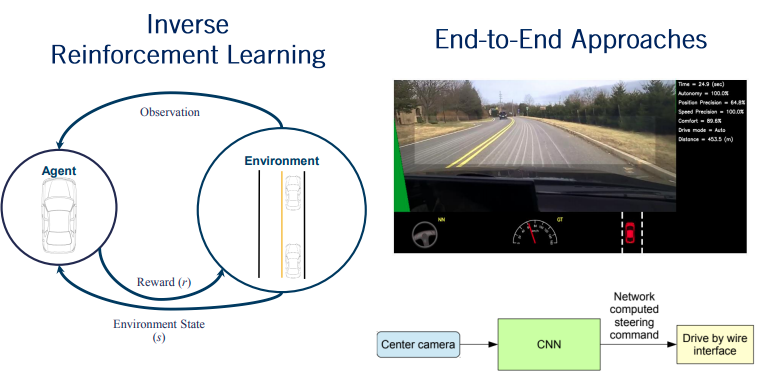 Inverse
Reinforcement Learning
Observation
Agent
Environment
Reward (r)
Environment State
(s)
End-to-End Approaches
Time = 24.9 (sec)
Autonomy = 100.0%
Position Precision = 64.8%
Speed Precision = 100.0%
Comfort = 89.6%
Drive mode = Auto
Distance = 453.5 (m)
NN
GT
Center camera
CNN
Network
computed
steering
command
Drive by wire
interface